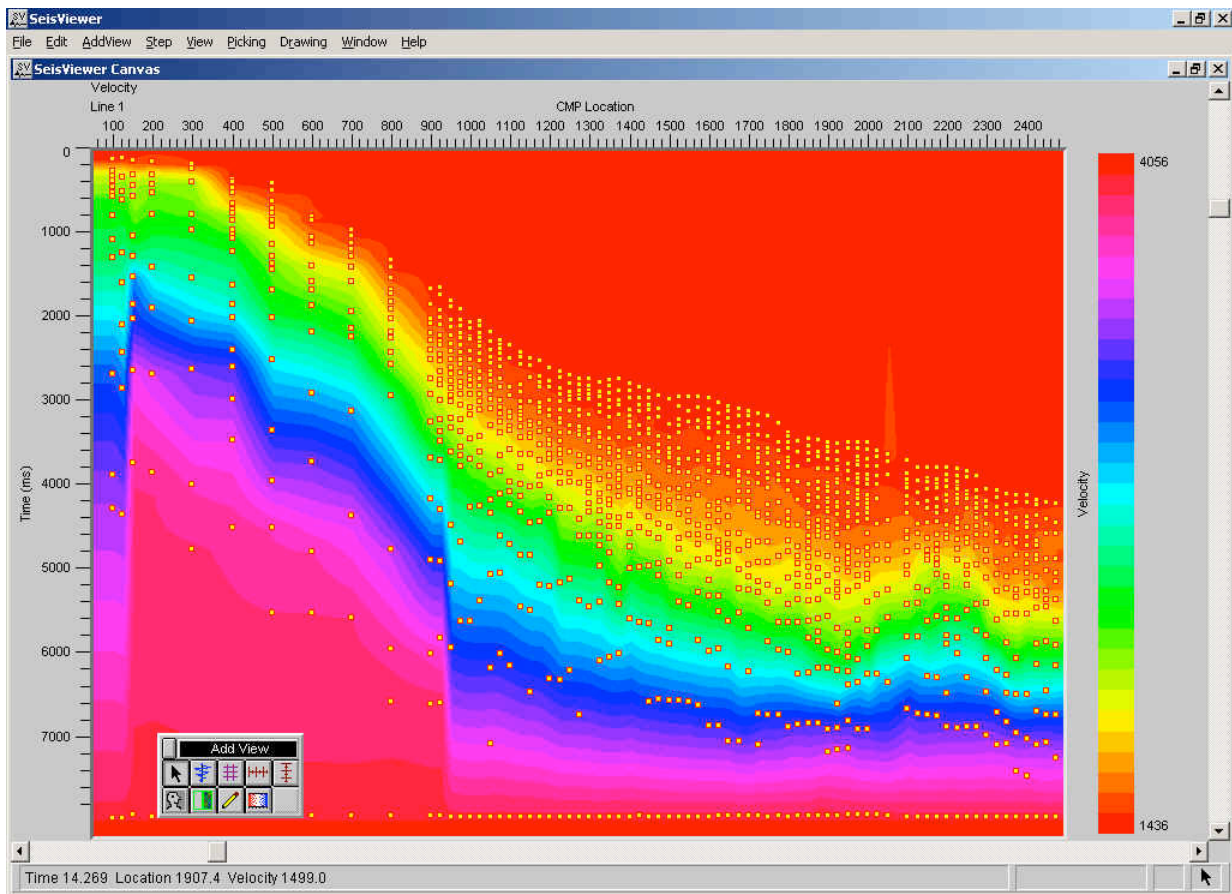 SeisViewer
File Edit AddView Step View Picking Drawing Window Help
SeisViewer Canvas
Velocity
Line 1
CMP Location
100 200 300 400 500 600 700 800 900 1000 1100 1200 1300 1400 1500 1600 1700 1800 1900 2000 2100 2200 2300 2400
0
1000
2000
3000
4000
5000
6000
7000
Time (ms)
4056
Velocity
1436
Add View
Time 14.269 Location 1907.4 Velocity 1499.0